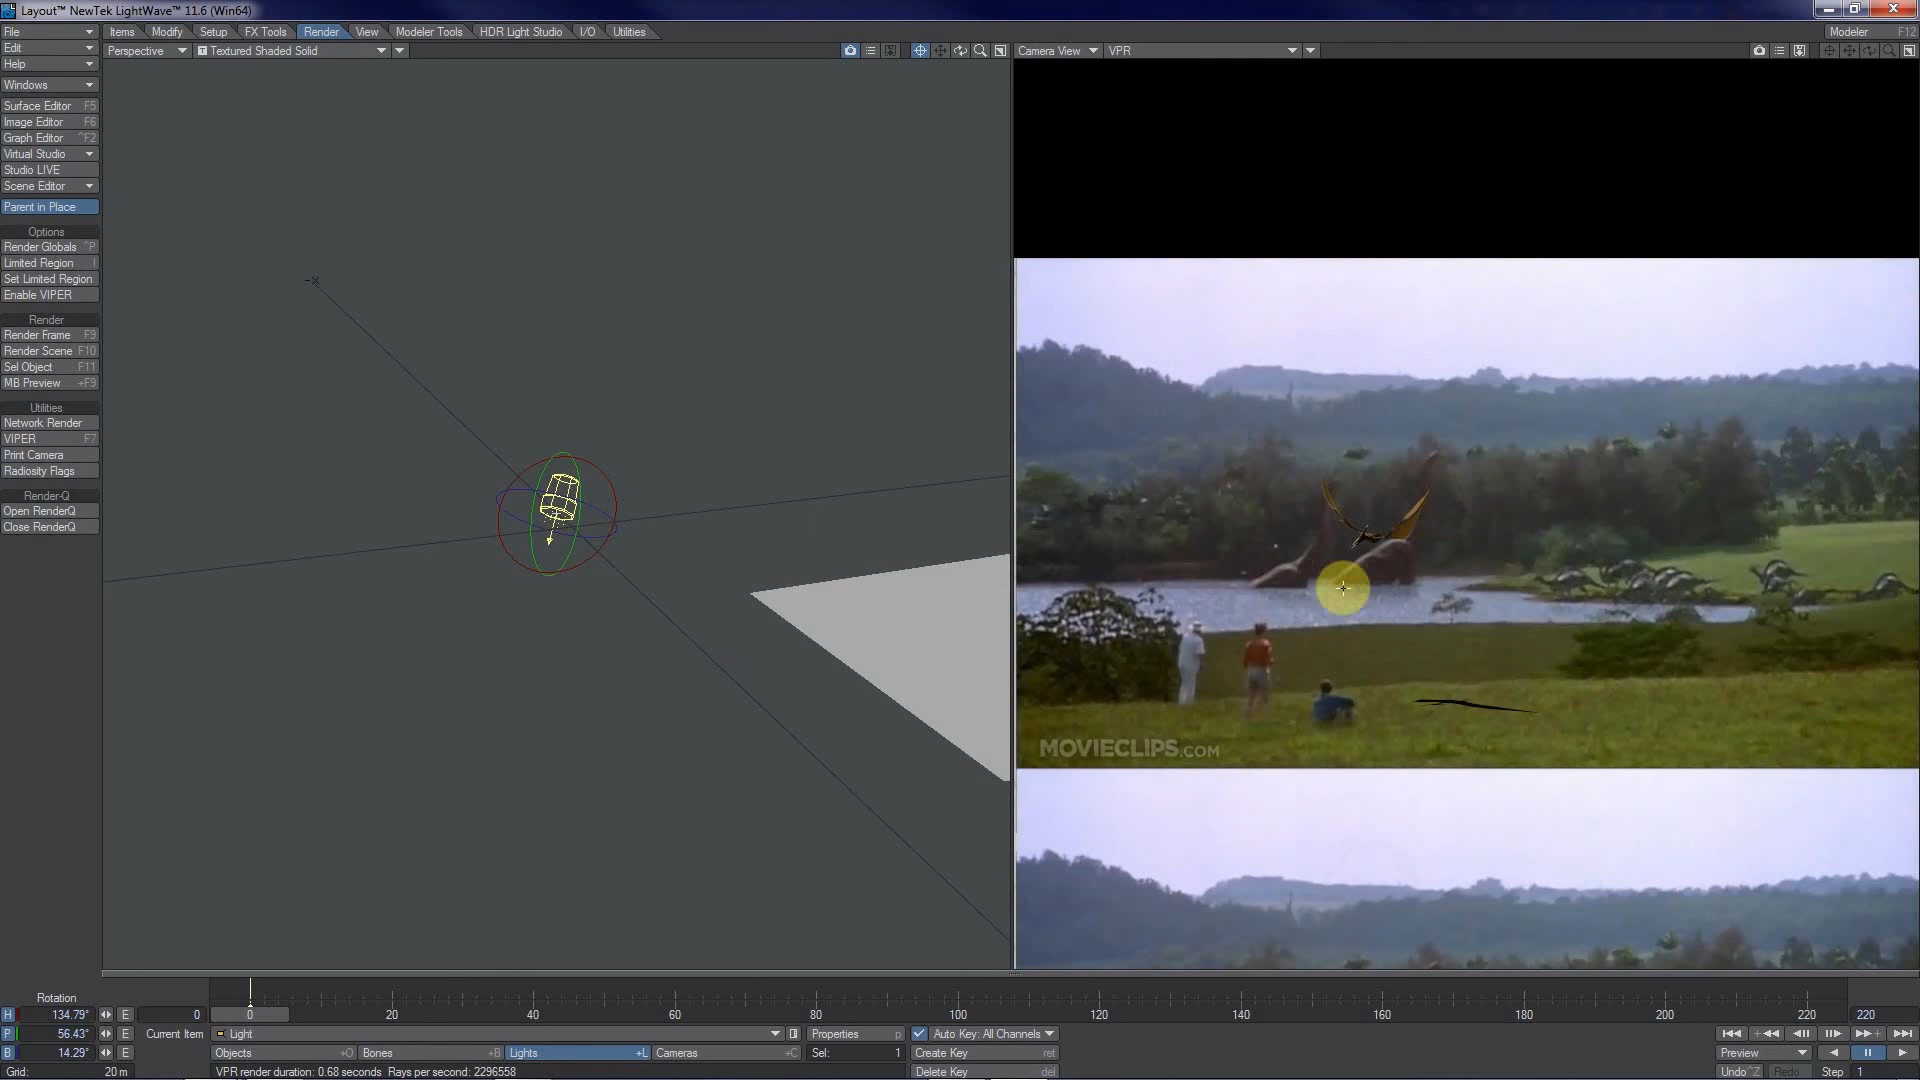 Layout™ NewTek LightWave™ 11.6 (Win64)
File
Items Modify Setup FX Tools Render View Modeler Tools HDR Light Studio I/O Utilities
Modeler F12
Edit
Perspective Textured Shaded Solid
Camera View VPR
Help
Windows
Surface Editor F5
Image Editor F6
Graph Editor ^F2
Virtual Studio
Studio LIVE
Scene Editor
Parent in Place
Options
Render Globals ^P
Limited Region l
Set Limited Region
Enable VIPER
Render
Render Frame F9
Render Scene F10
Sel Object F11
MB Preview +F9
Utilities
Network Render
VIPER F7
Print Camera
Radiosity Flags
Render-Q
Open RenderQ
Close RenderQ
MOVIECLIPS.COM
Rotation
H 134.79° E 0
0 20 40 60 80 100 120 140 160 180 200 220
220
P 56.43° E Current Item Light Properties p Auto Key: All Channels
B 14.29° E Objects +O Bones +B Lights +L Cameras +C Sel: 1 Create Key ret Preview
Grid: 20 m VPR render duration: 0.68 seconds Rays per second: 2296558 Delete Key del Undo ^Z Redo Step 1